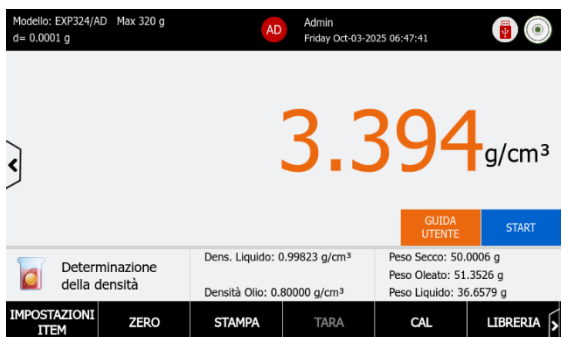 Modello: EXP324/AD Max 320 g
d= 0.0001 g
AD
Admin
Friday Oct-03-2025 06:47:41
3.394 g/cm³
GUIDA
UTENTE
START
Determinazione
della densità
Dens. Liquido: 0.99823 g/cm³
Densità Olio: 0.80000 g/cm³
Peso Secco: 50.0006 g
Peso Oleato: 51.3526 g
Peso Liquido: 36.6579 g
IMPOSTAZIONI
ITEM
ZERO
STAMPA
TARA
CAL
LIBRERIA